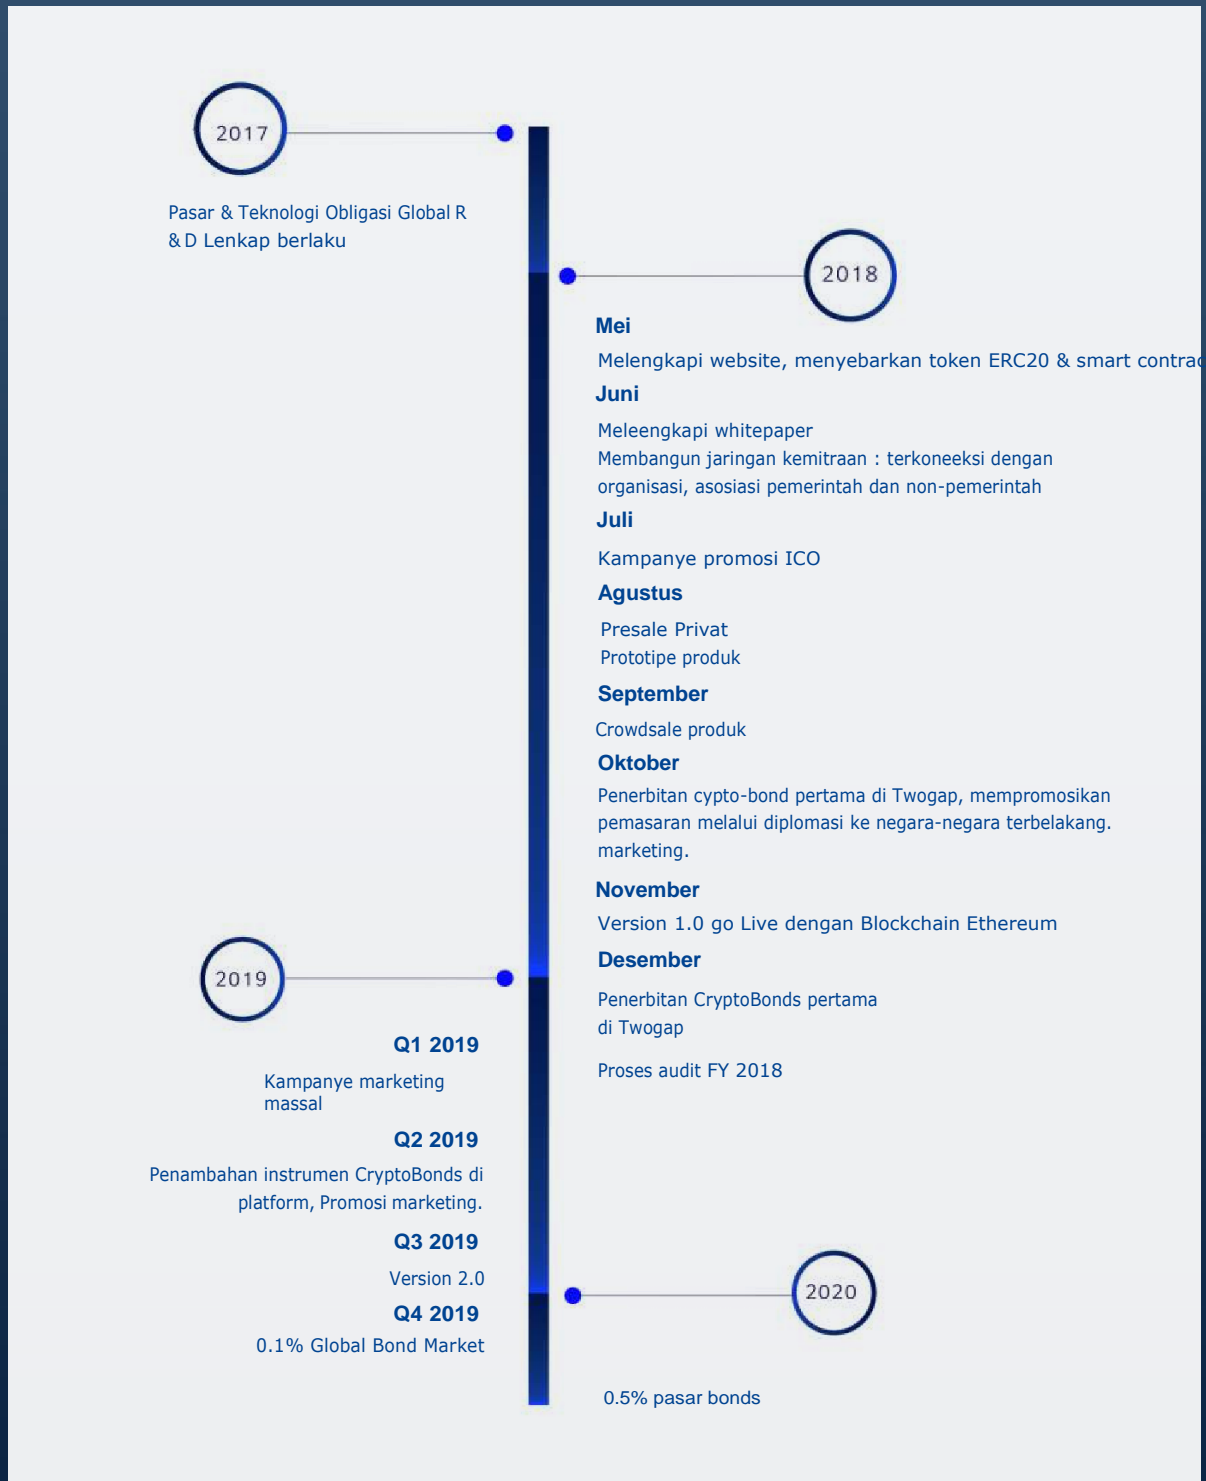 2017
Pasar & Teknologi Obligasi Global R
& D Lenkap berlaku
2018
Mei
Melengkapi website, menyebarkan token ERC20 & smart contrac
Juni
Meleengkapi whitepaper
Membangun jaringan kemitraan : terkoneeksi dengan
organisasi, asosiasi pemerintah dan non-pemerintah
Juli
Kampanye promosi ICO
Agustus
Presale Privat
Prototipe produk
September
Crowdsale produk
Oktober
Penerbitan cypto-bond pertama di Twogap, mempromosikan
pemasaran melalui diplomasi ke negara-negara terbelakang.
marketing.
November
Version 1.0 go Live dengan Blockchain Ethereum
Desember
Penerbitan CryptoBonds pertama
di Twogap
Proses audit FY 2018
2019
Q1 2019
Kampanye marketing
massal
Q2 2019
Penambahan instrumen CryptoBonds di
platform, Promosi marketing.
Q3 2019
Version 2.0
Q4 2019
0.1% Global Bond Market
2020
0.5% pasar bonds